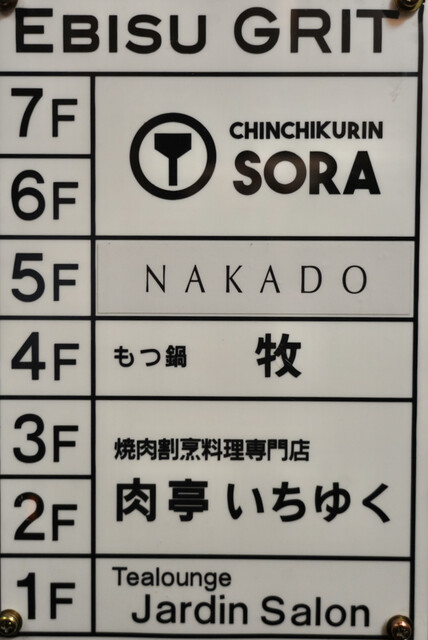 EBISU GRIT
7F
CHINCHIKURIN
SORA
6F
5F
NAKADO
4F
もつ鍋 牧
3F
焼肉割烹料理専門店
肉亭いちゆく
2F
1F
Tealounge
Jardin Salon